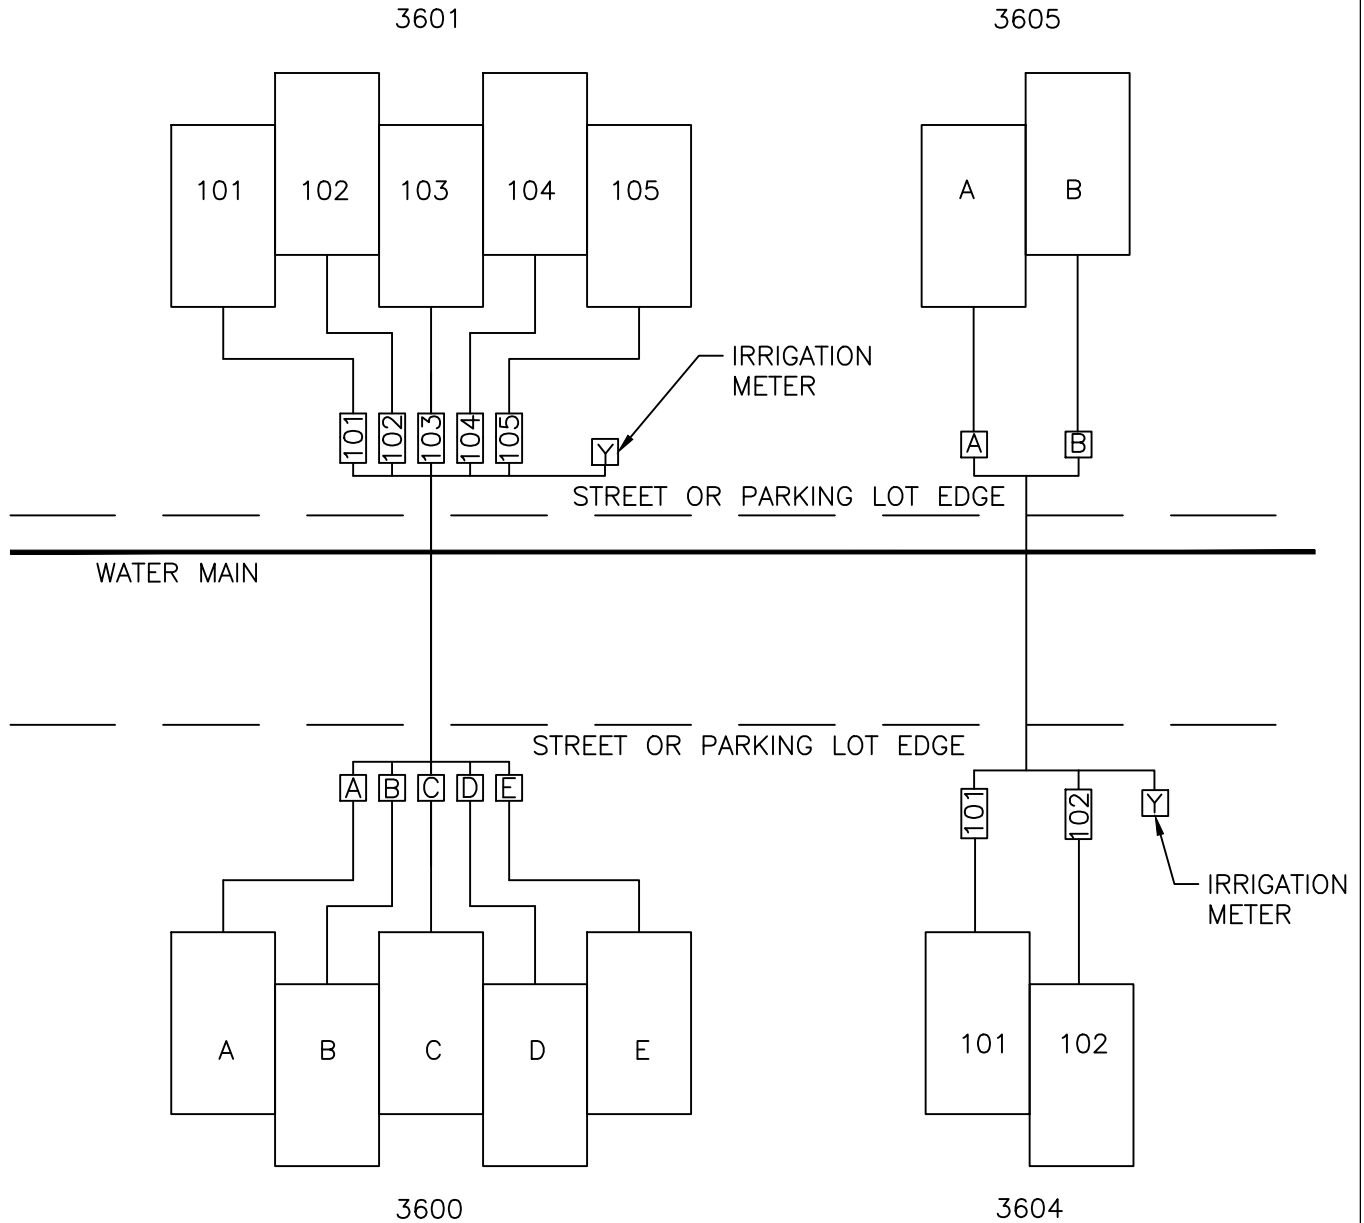 3601
3605
101
102
103
104
105
A
B
IRRIGATION
METER
101
102
103
104
105
Y
A
B
STREET OR PARKING LOT EDGE
WATER MAIN
STREET OR PARKING LOT EDGE
A
B
C
D
E
101
102
Y
IRRIGATION
METER
A
B
C
D
E
101
102
3600
3604